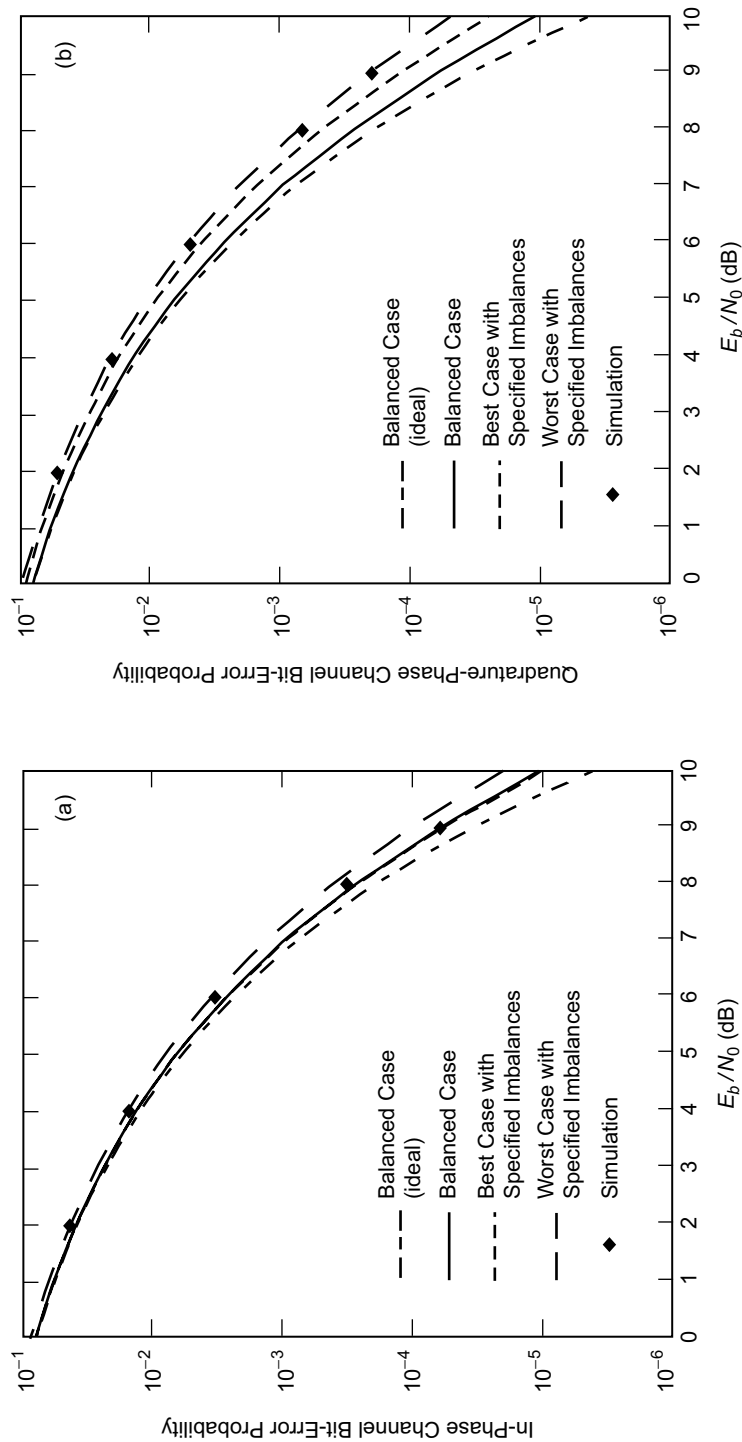 (a)
In-Phase Channel Bit-Error Probability
10⁻¹
10⁻²
10⁻³
10⁻⁴
10⁻⁵
10⁻⁶
Balanced Case
(ideal)
Balanced Case
Best Case with
Specified Imbalances
Worst Case with
Specified Imbalances
Simulation
0 1 2 3 4 5 6 7 8 9 10
E_b/N_0 (dB)
(b)
Quadrature-Phase Channel Bit-Error Probability
10⁻¹
10⁻²
10⁻³
10⁻⁴
10⁻⁵
10⁻⁶
Balanced Case
(ideal)
Balanced Case
Best Case with
Specified Imbalances
Worst Case with
Specified Imbalances
Simulation
0 1 2 3 4 5 6 7 8 9 10
E_b/N_0 (dB)